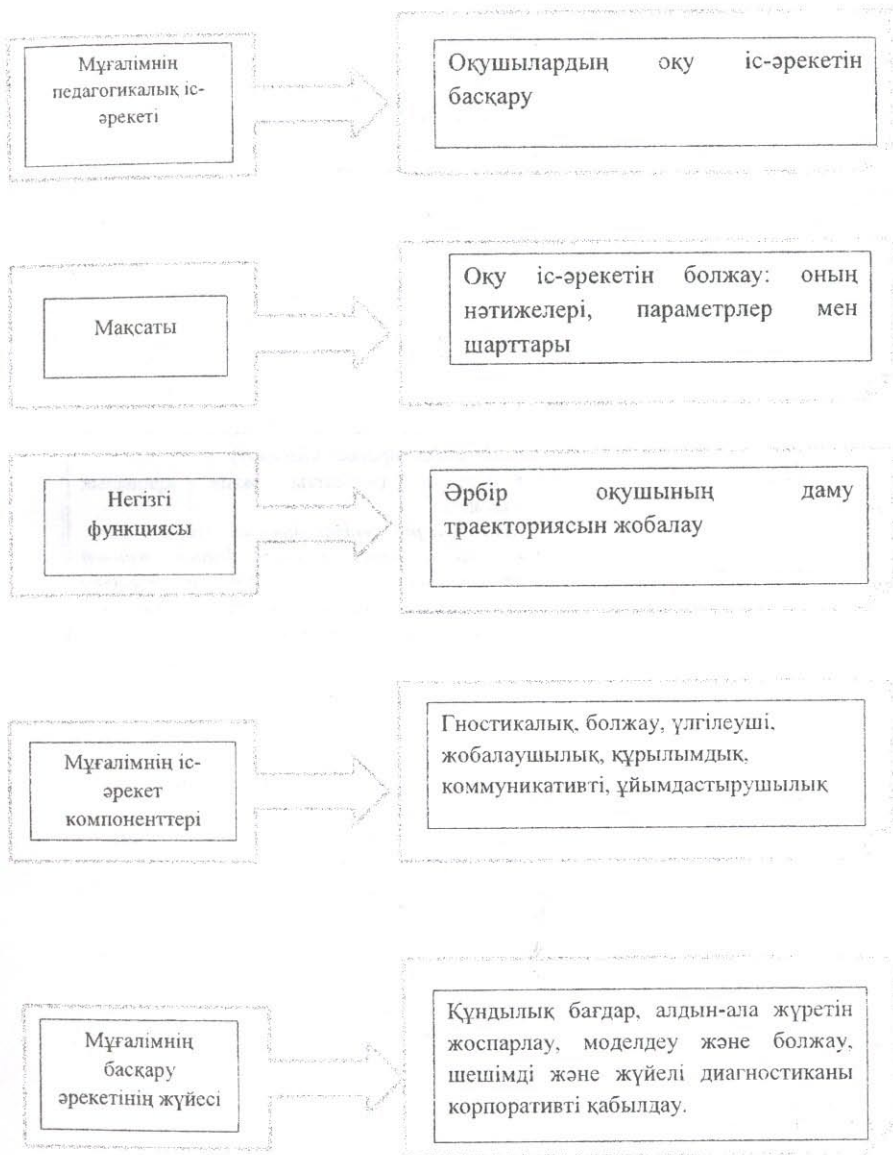 Мұғалімнің
педагогикалық іс-
әрекеті
Оқушылардың оқу іс-әрекетін
басқару
Мақсаты
Оқу іс-әрекетін болжау: оның
нәтижелері, параметрлер мен
шарттары
Негізгі
функциясы
Әрбір оқушының даму
траекториясын жобалау
Мұғалімнің іс-
әрекет
компоненттері
Гностикалық, болжау, үлгілеуші,
жобалаушылық, құрылымдық,
коммуникативті, ұйымдастырушылық
Мұғалімнің
басқару
әрекетінің жүйесі
Құндылық бағдар, алдын-ала жүретін
жоспарлау, моделдеу және болжау,
шешімді және жүйелі диагностиканы
корпоративті қабылдау.